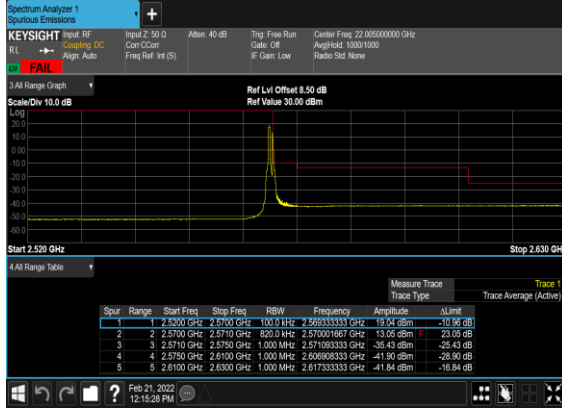 Spectrum Analyzer 1
Spurious Emissions
+
KEYSIGHT Input: RF Input Z: 50 Ω Atten: 40 dB Trig: Free Run Center Freq: 22.005000000 GHz
RL Coupling: DC Corr CCorr Gate: Off Avg|Hold: 1000/1000
Align: Auto Freq Ref: Int (S) IF Gain: Low Radio Std: None
FAIL
3 All Range Graph
Ref Lvl Offset 8.50 dB
Scale/Div 10.0 dB Ref Value 30.00 dBm
Log
20.0
10.0
0.00
-10.0
-20.0
-30.0
-40.0
-50.0
-60.0
Start 2.520 GHz Stop 2.630 GH
4 All Range Table
Measure Trace Trace 1
Trace Type Trace Average (Active)
Spur Range Start Freq Stop Freq RBW Frequency Amplitude ΔLimit
1 1 2.5200 GHz 2.5700 GHz 100.0 kHz 2.569333333 GHz 19.04 dBm -10.96 dB
2 2 2.5700 GHz 2.5710 GHz 820.0 kHz 2.570001667 GHz 13.05 dBm F 23.05 dB
3 3 2.5710 GHz 2.5750 GHz 1.000 MHz 2.571093333 GHz -35.43 dBm -25.43 dB
4 4 2.5750 GHz 2.6100 GHz 1.000 MHz 2.606908333 GHz -41.90 dBm -28.90 dB
5 5 2.6100 GHz 2.6300 GHz 1.000 MHz 2.617333333 GHz -41.84 dBm -16.84 dB
?
Feb 21, 2022
12:15:28 PM